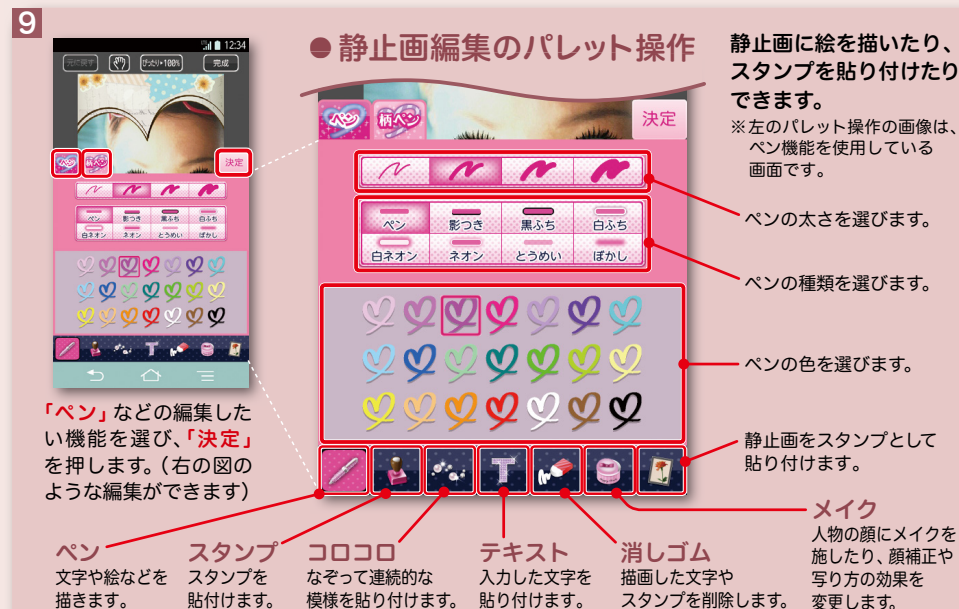 9
12:34
元に戻す
ぴったり・100%
完成
ペン
柄ペン
決定
ペン
影つき
黒ふち
白ふち
白ネオン
ネオン
とうめい
ぼかし
T
「ペン」などの編集した
い機能を選び、「決定」
を押します。（右の図の
ような編集ができます）
●静止画編集のパレット操作
ペン
柄ペン
決定
ペン
影つき
黒ふち
白ふち
白ネオン
ネオン
とうめい
ぼかし
T
静止画に絵を描いたり、
スタンプを貼り付けたり
できます。
※左のパレット操作の画像は、
ペン機能を使用している
画面です。
ペンの太さを選びます。
ペンの種類を選びます。
ペンの色を選びます。
静止画をスタンプとして
貼り付けます。
ペン
文字や絵などを
描きます。
スタンプ
スタンプを
貼付けます。
コロコロ
なぞって連続的な
模様を貼り付けます。
テキスト
入力した文字を
貼り付けます。
消しゴム
描画した文字や
スタンプを削除します。
メイク
人物の顔にメイクを
施したり、顔補正や
写り方の効果を
変更します。